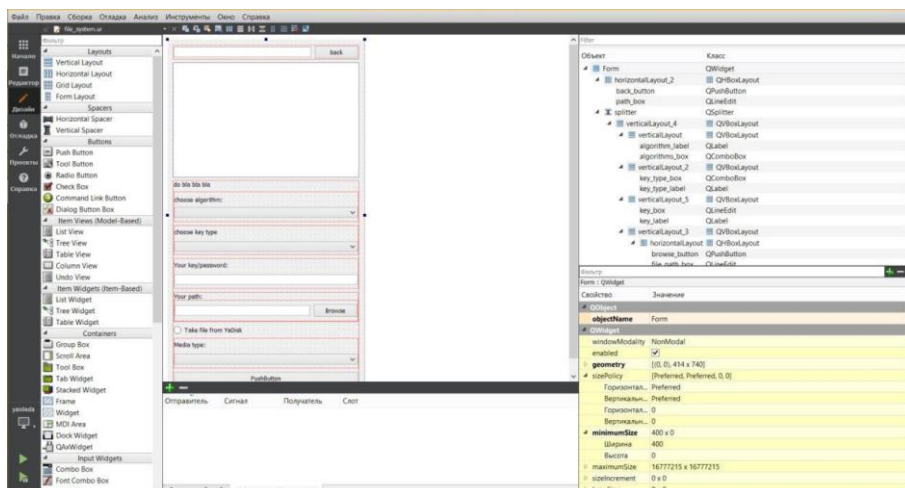 Файл Правка Сборка Отладка Анализ Инструменты Окно Справка
file_system.ui
Начало
Редактор
Дизайн
Отладка
Проекты
Справка
yaolada
Фильтр
Layouts
Vertical Layout
Horizontal Layout
Grid Layout
Form Layout
Spacers
Horizontal Spacer
Vertical Spacer
Buttons
Push Button
Tool Button
Radio Button
Check Box
Command Link Button
Dialog Button Box
Item Views (Model-Based)
List View
Tree View
Table View
Column View
Undo View
Item Widgets (Item-Based)
List Widget
Tree Widget
Table Widget
Containers
Group Box
Scroll Area
Tool Box
Tab Widget
Stacked Widget
Frame
Widget
MDI Area
Dock Widget
QAxWidget
Input Widgets
Combo Box
Font Combo Box
back
do bla bla bla
choose algorithm:
choose key type
Your key/password:
Your path:
Browse
Take file from YaDisk
Media type:
PushButton
Отправитель Сигнал Получатель Слот
Filter
Объект Класс
Form QWidget
horizontalLayout_2 QHBoxLayout
back_button QPushButton
path_box QLineEdit
splitter QSplitter
verticalLayout_4 QVBoxLayout
verticalLayout QVBoxLayout
algorithm_label QLabel
algorithms_box QComboBox
verticalLayout_2 QVBoxLayout
key_type_box QComboBox
key_type_label QLabel
verticalLayout_5 QVBoxLayout
key_box QLineEdit
key_label QLabel
verticalLayout_3 QVBoxLayout
horizontalLayout QHBoxLayout
browse_button QPushButton
file_path_box QLineEdit
Фильтр
Form : QWidget
Свойство Значение
QObject
objectName Form
QWidget
windowModality NonModal
enabled
geometry [(0, 0), 414 x 740]
sizePolicy [Preferred, Preferred, 0, 0]
Горизонтал... Preferred
Вертикальн... Preferred
Горизонтал... 0
Вертикальн... 0
minimumSize 400 x 0
Ширина 400
Высота 0
maximumSize 16777215 x 16777215
sizeIncrement 0 x 0